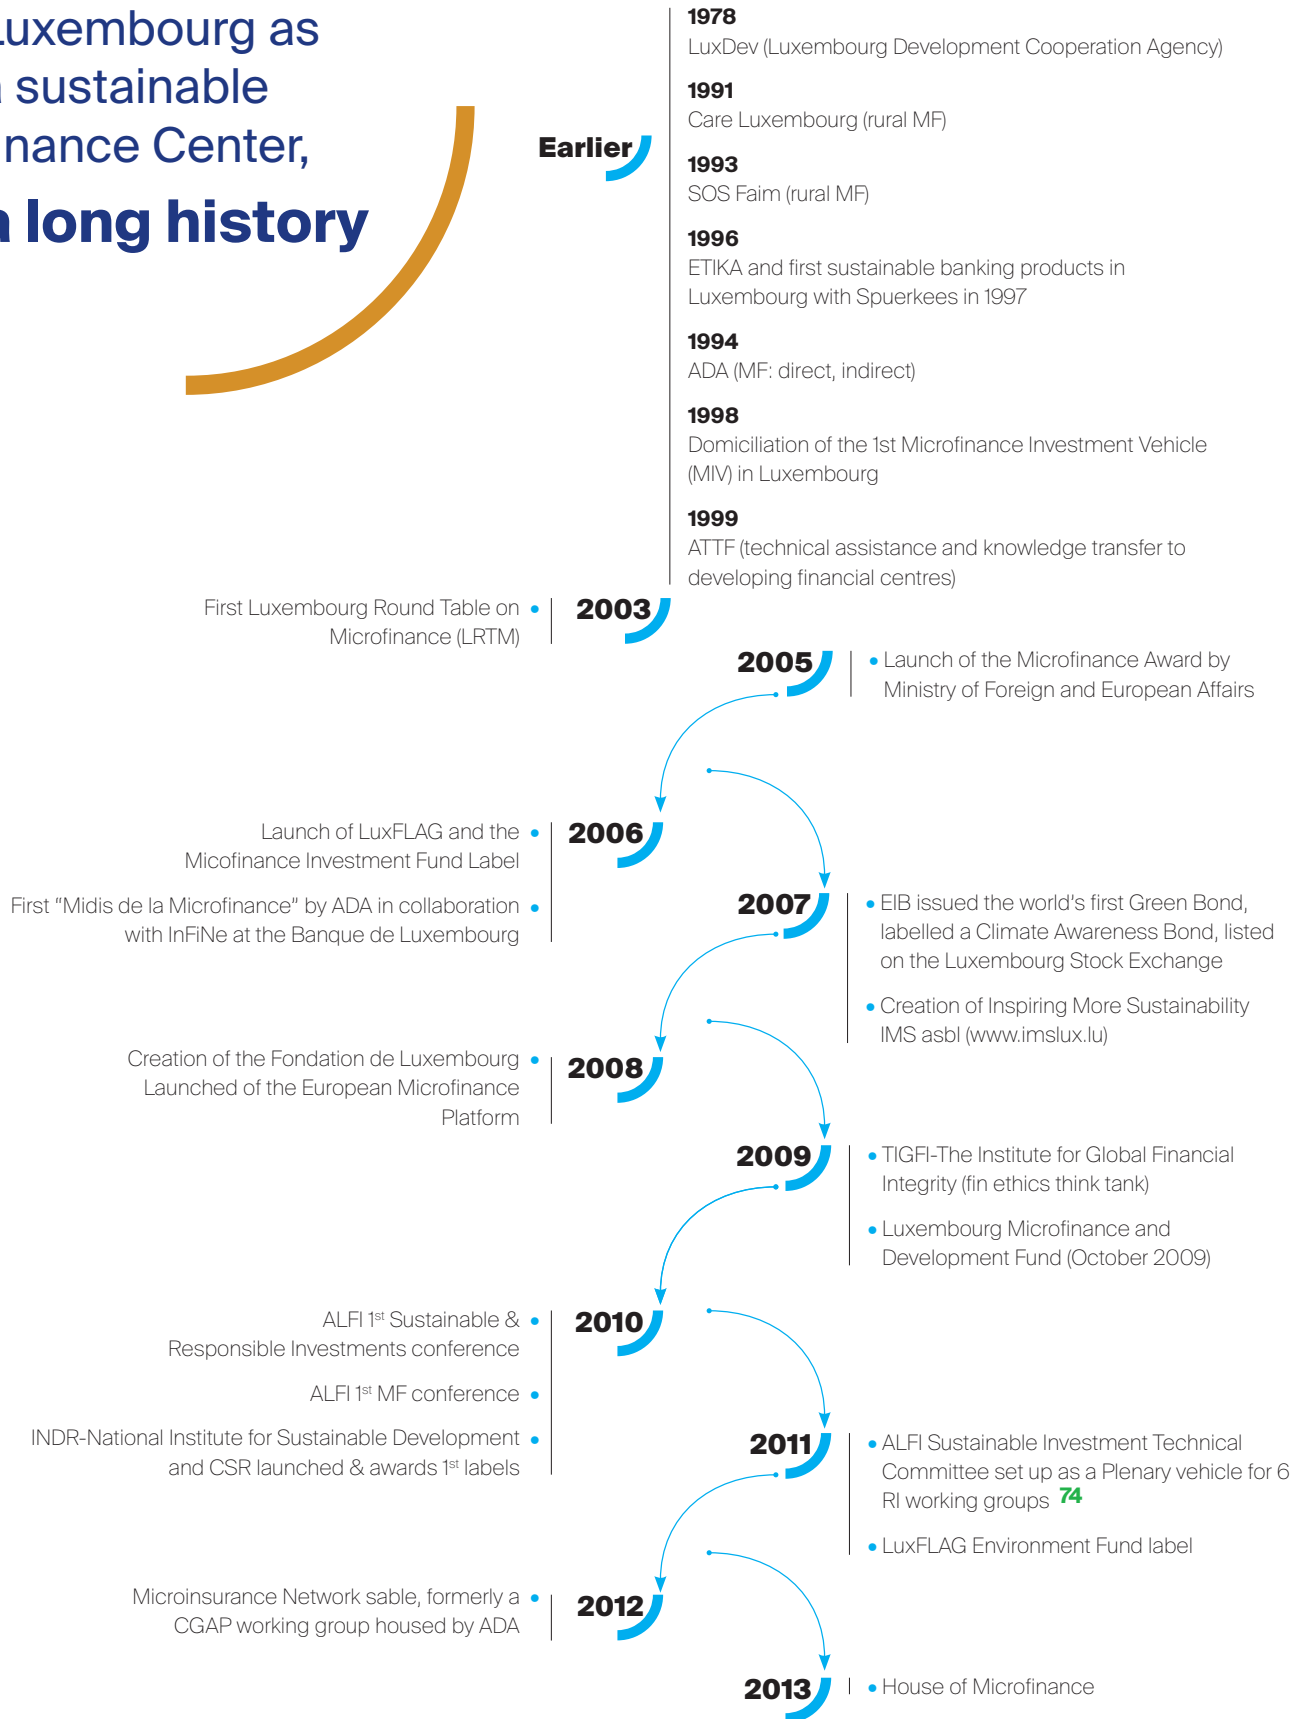 Luxembourg as
a sustainable
nance Center,
a long history
Earlier
1978
LuxDev (Luxembourg Development Cooperation Agency)
1991
Care Luxembourg (rural MF)
1993
SOS Faim (rural MF)
1996
ETIKA and first sustainable banking products in
Luxembourg with Spuerkees in 1997
1994
ADA (MF: direct, indirect)
1998
Domiciliation of the 1st Microfinance Investment Vehicle
(MIV) in Luxembourg
1999
ATTF (technical assistance and knowledge transfer to
developing financial centres)
2003
First Luxembourg Round Table on
Microfinance (LRTM)
2005
Launch of the Microfinance Award by
Ministry of Foreign and European Affairs
2006
Launch of LuxFLAG and the
Micofinance Investment Fund Label
First “Midis de la Microfinance” by ADA in collaboration
with InFiNe at the Banque de Luxembourg
2007
EIB issued the world’s first Green Bond,
labelled a Climate Awareness Bond, listed
on the Luxembourg Stock Exchange
Creation of Inspiring More Sustainability
IMS asbl (www.imslux.lu)
2008
Creation of the Fondation de Luxembourg
Launched of the European Microfinance
Platform
2009
TIGFI-The Institute for Global Financial
Integrity (fin ethics think tank)
Luxembourg Microfinance and
Development Fund (October 2009)
2010
ALFI 1st Sustainable &
Responsible Investments conference
ALFI 1st MF conference
INDR-National Institute for Sustainable Development
and CSR launched & awards 1st labels
2011
ALFI Sustainable Investment Technical
Committee set up as a Plenary vehicle for 6
RI working groups 74
LuxFLAG Environment Fund label
2012
Microinsurance Network sable, formerly a
CGAP working group housed by ADA
2013
House of Microfinance